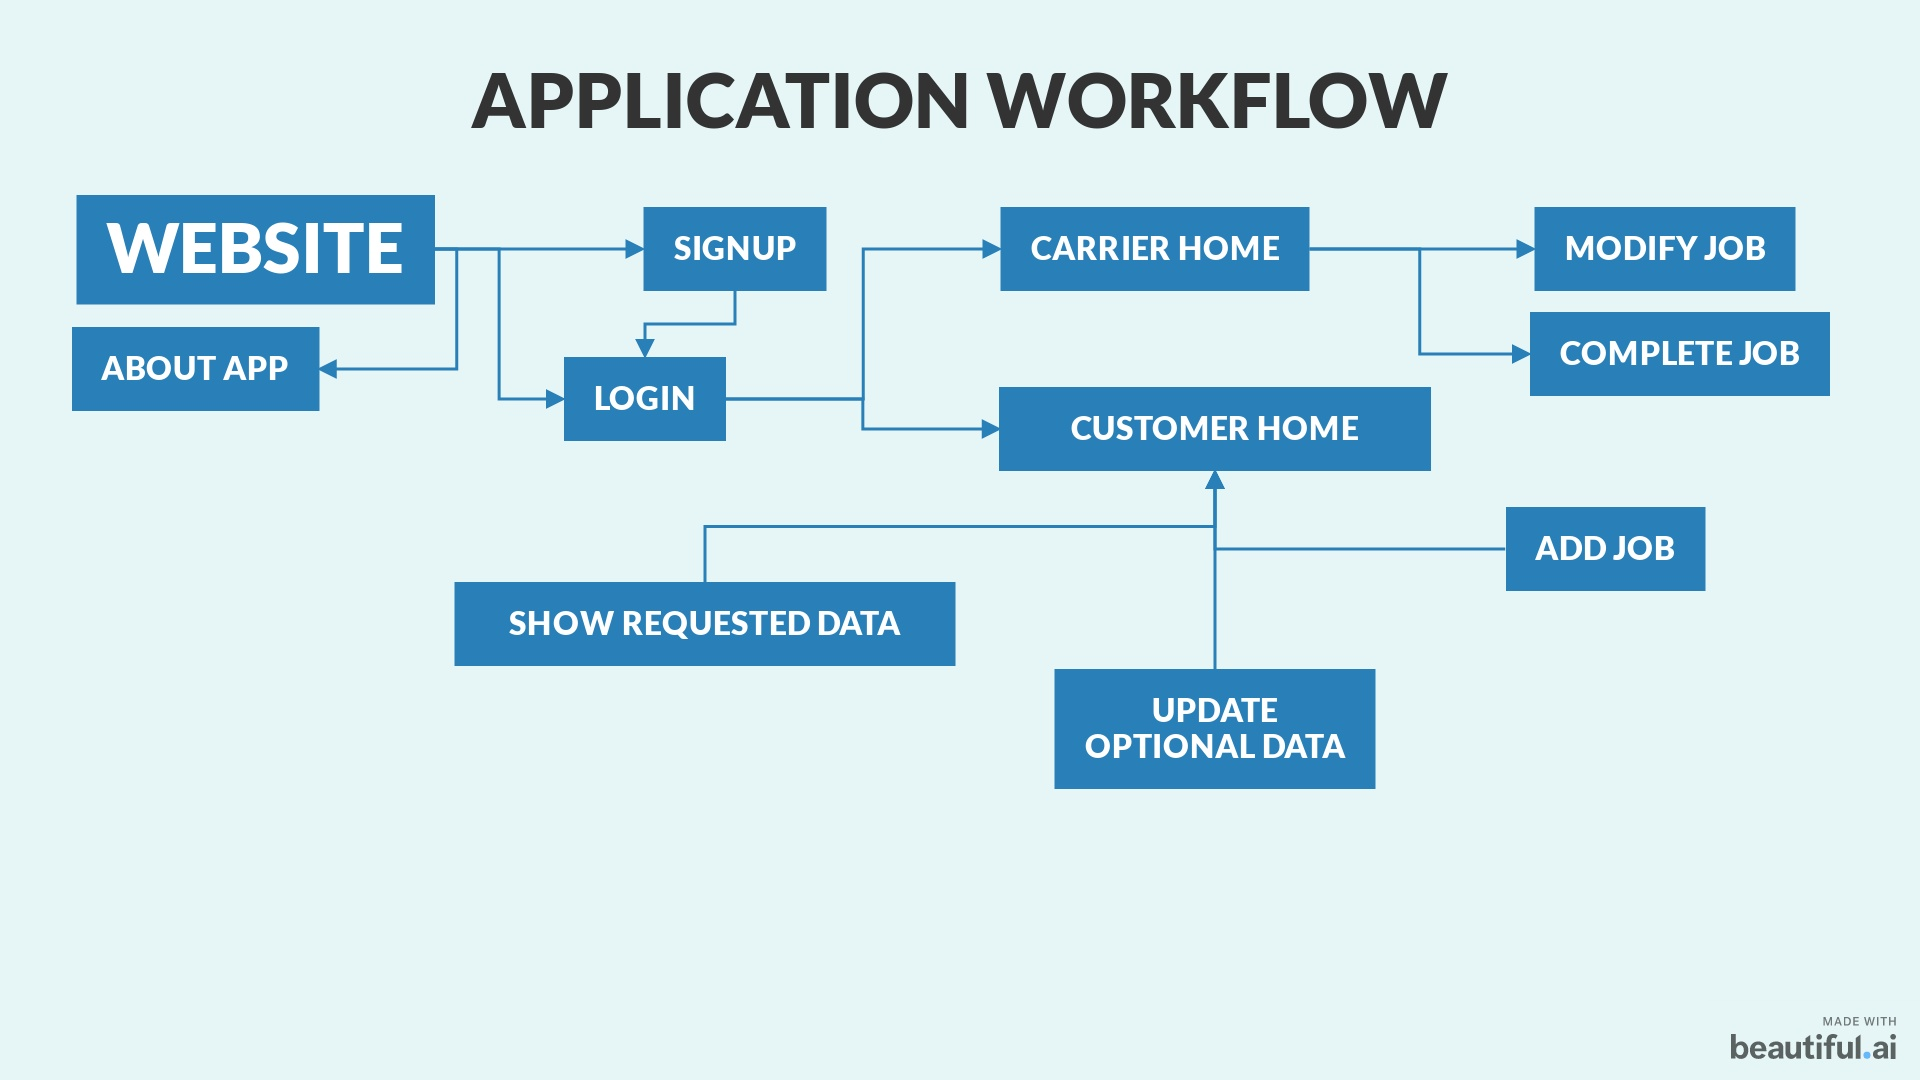 APPLICATION WORKFLOW
WEBSITE
SIGNUP
CARRIER HOME
MODIFY JOB
ABOUT APP
LOGIN
COMPLETE JOB
CUSTOMER HOME
ADD JOB
SHOW REQUESTED DATA
UPDATE
OPTIONAL DATA
MADE WITH
beautiful.ai